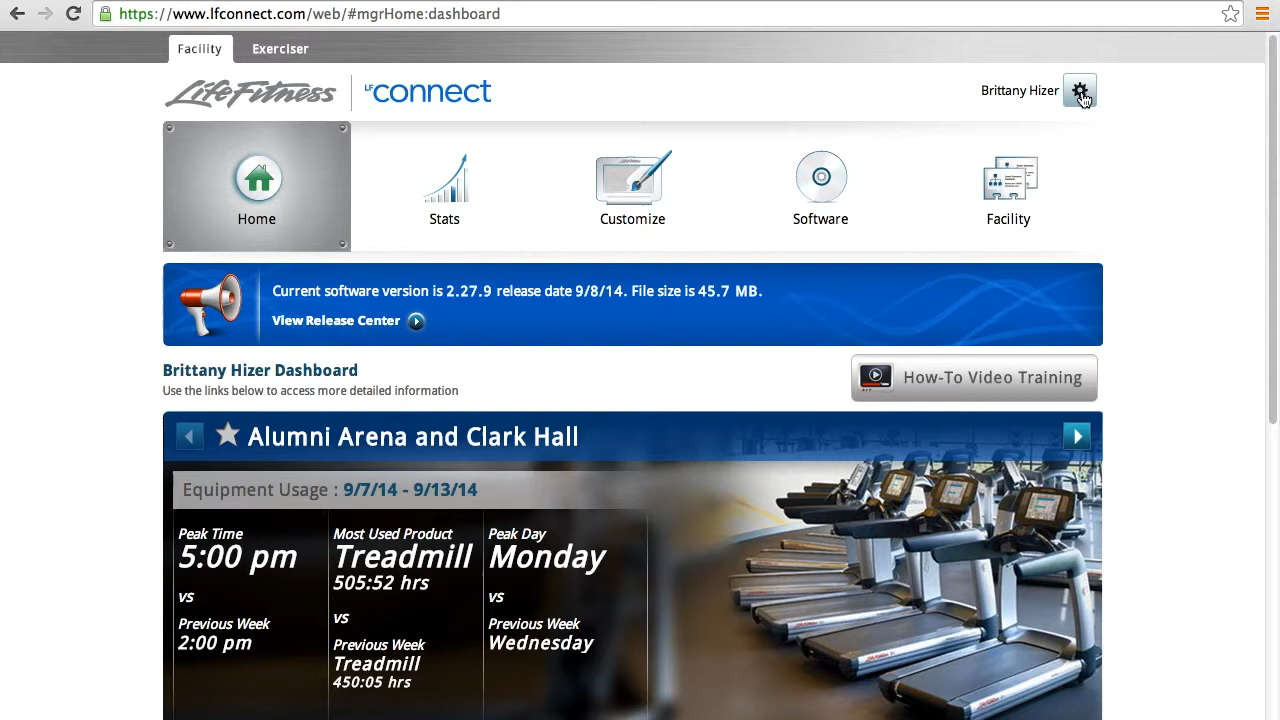 https://www.lfconnect.com/web/#mgrHome:dashboard
Facility
Exerciser
LifeFitness
LF connect
Brittany Hizer
Home
Stats
Customize
Software
Facility
Current software version is 2.27.9 release date 9/8/14. File size is 45.7 MB.
View Release Center
Brittany Hizer Dashboard
Use the links below to access more detailed information
How-To Video Training
Alumni Arena and Clark Hall
Equipment Usage : 9/7/14 - 9/13/14
Peak Time
5:00 pm
vs
Previous Week
2:00 pm
Most Used Product
Treadmill
505:52 hrs
vs
Previous Week
Treadmill
450:05 hrs
Peak Day
Monday
vs
Previous Week
Wednesday